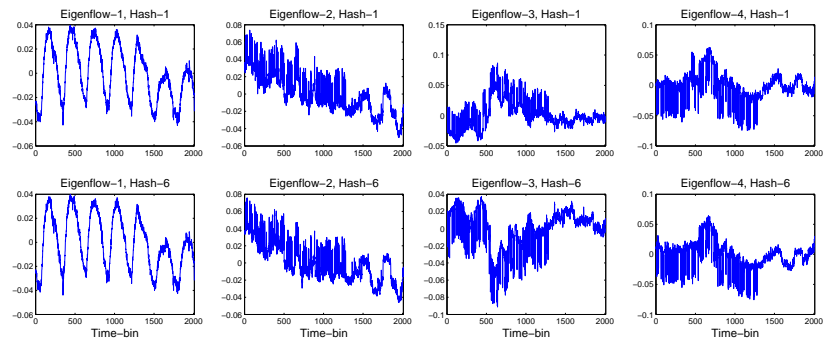 Eigenflow−1, Hash−1
0.04
0.02
0
−0.02
−0.04
−0.06
0 500 1000 1500 2000
Eigenflow−2, Hash−1
0.08
0.06
0.04
0.02
0
−0.02
−0.04
−0.06
0 500 1000 1500 2000
Eigenflow−3, Hash−1
0.15
0.1
0.05
0
−0.05
0 500 1000 1500 2000
Eigenflow−4, Hash−1
0.1
0.05
0
−0.05
−0.1
0 500 1000 1500 2000
Eigenflow−1, Hash−6
0.04
0.02
0
−0.02
−0.04
−0.06
0 500 1000 1500 2000
Time−bin
Eigenflow−2, Hash−6
0.08
0.06
0.04
0.02
0
−0.02
−0.04
−0.06
0 500 1000 1500 2000
Time−bin
Eigenflow−3, Hash−6
0.04
0.02
0
−0.02
−0.04
−0.06
−0.08
−0.1
0 500 1000 1500 2000
Time−bin
Eigenflow−4, Hash−6
0.1
0.05
0
−0.05
−0.1
0 500 1000 1500 2000
Time−bin